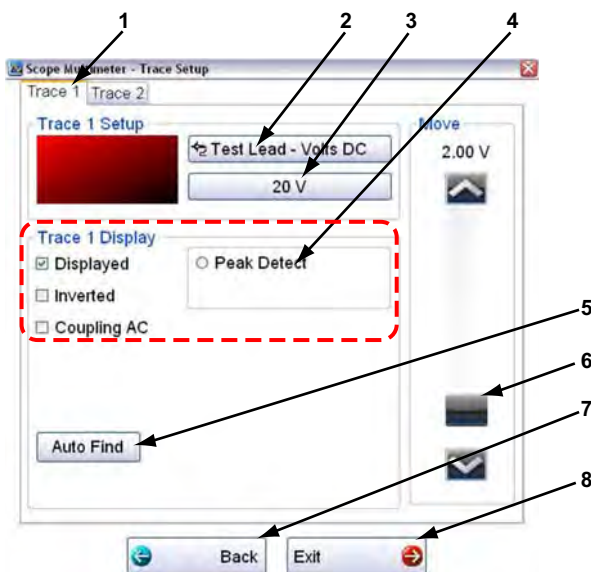 1 2 3 4
Scope Multimeter - Trace Setup
Trace 1 Trace 2
Trace 1 Setup
Move
Test Lead - Volts DC
2.00 V
20 V
Trace 1 Display
Displayed
Peak Detect
Inverted
5
Coupling AC
6
7
Auto Find
8
Back Exit